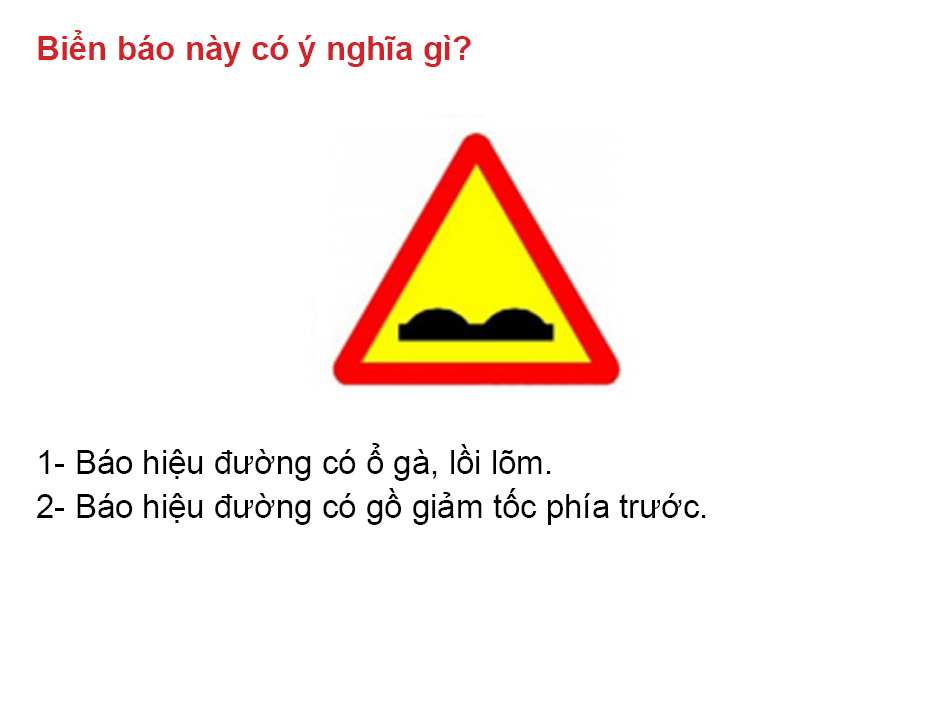 Biển báo này có ý nghĩa gì?
1- Báo hiệu đường có ổ gà, lồi lõm.
2- Báo hiệu đường có gồ giảm tốc phía trước.